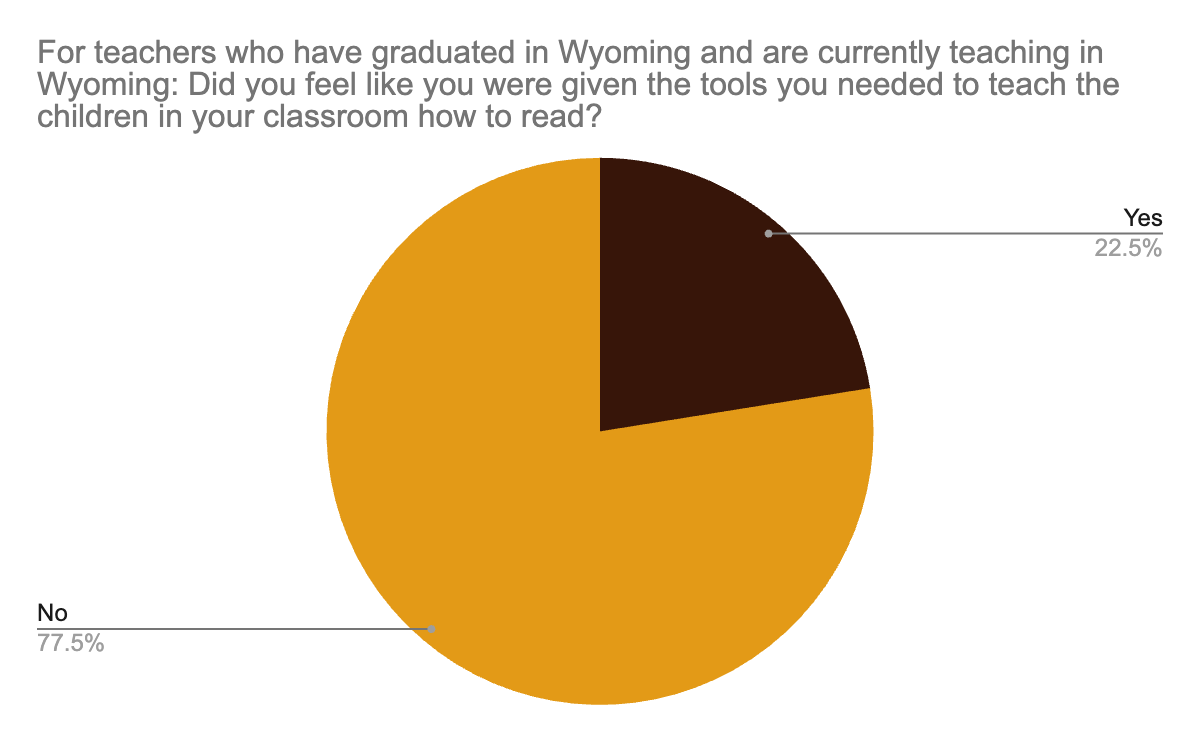 For teachers who have graduated in Wyoming and are currently teaching in
Wyoming: Did you feel like you were given the tools you needed to teach the
children in your classroom how to read?
Yes
22.5%
No
77.5%